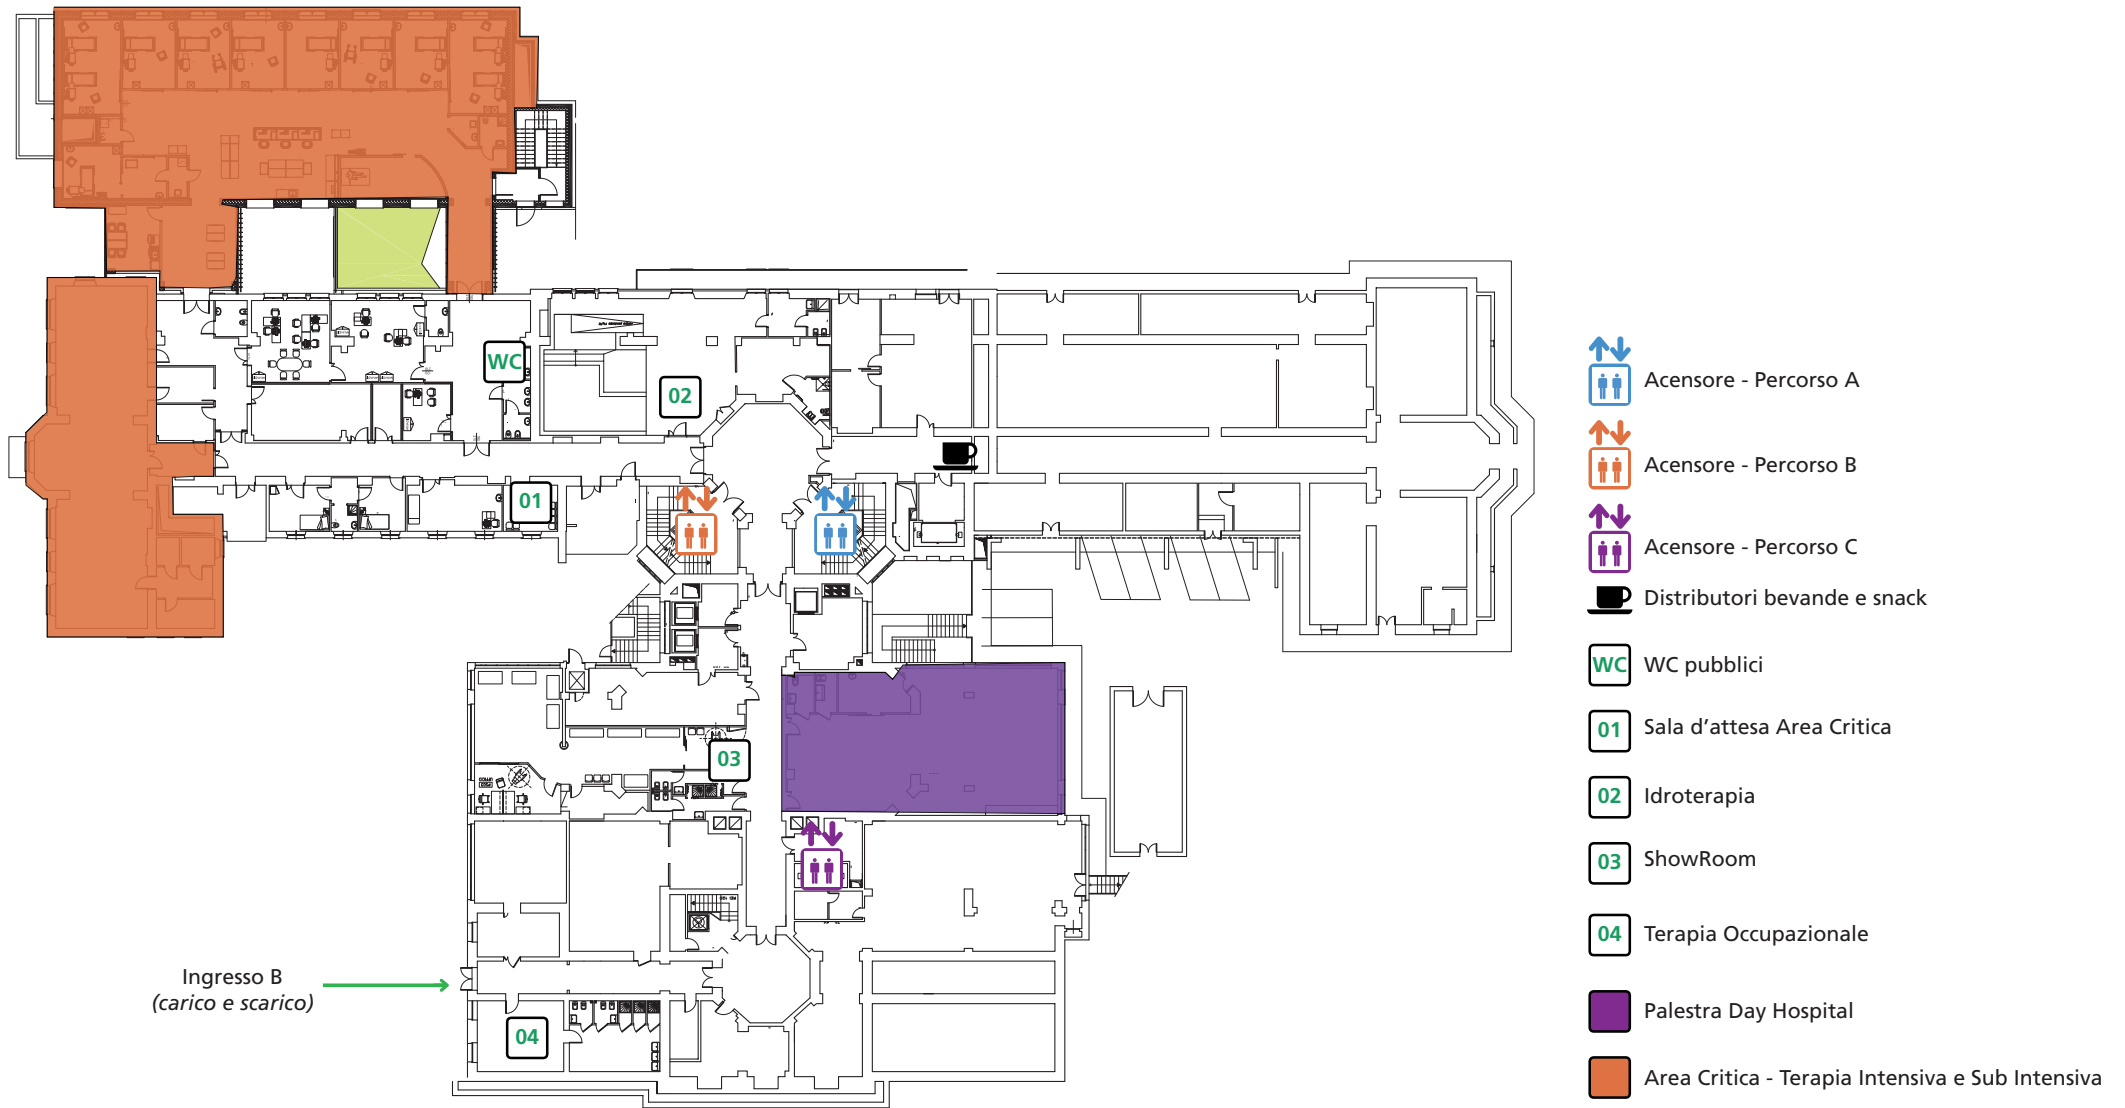 WC
02
01
03
04
Ingresso B
(carico e scarico)
Acensore - Percorso A
Acensore - Percorso B
Acensore - Percorso C
Distributori bevande e snack
WC WC pubblici
01 Sala d'attesa Area Critica
02 Idroterapia
03 ShowRoom
04 Terapia Occupazionale
Palestra Day Hospital
Area Critica - Terapia Intensiva e Sub Intensiva